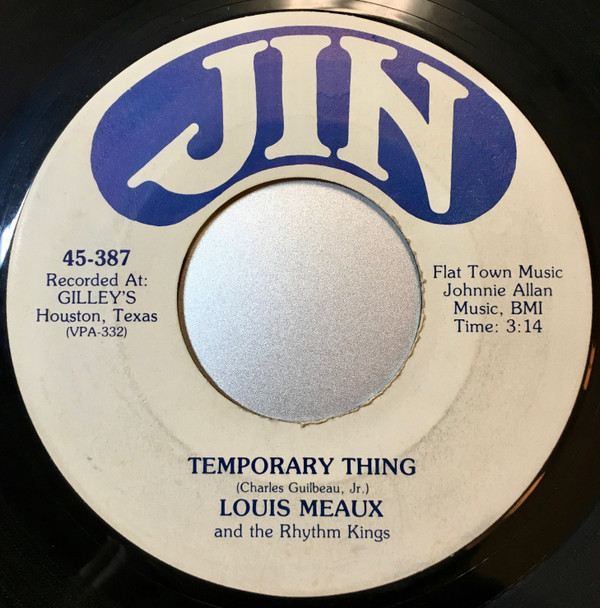 JIN
45-387
Recorded At:
GILLEY'S
Houston, Texas
(VPA-332)
Flat Town Music
Johnnie Allan
Music, BMI
Time: 3:14
TEMPORARY THING
(Charles Guilbeau, Jr.)
LOUIS MEAUX
and the Rhythm Kings